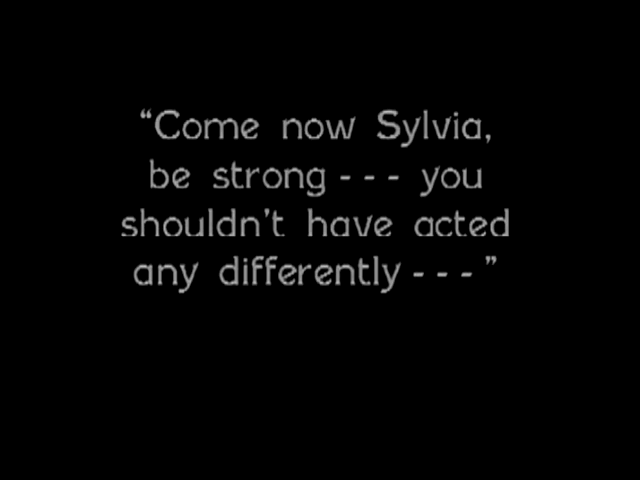 “Come now Sylvia,
be strong - - - you
shouldn't have acted
any differently - - - ”